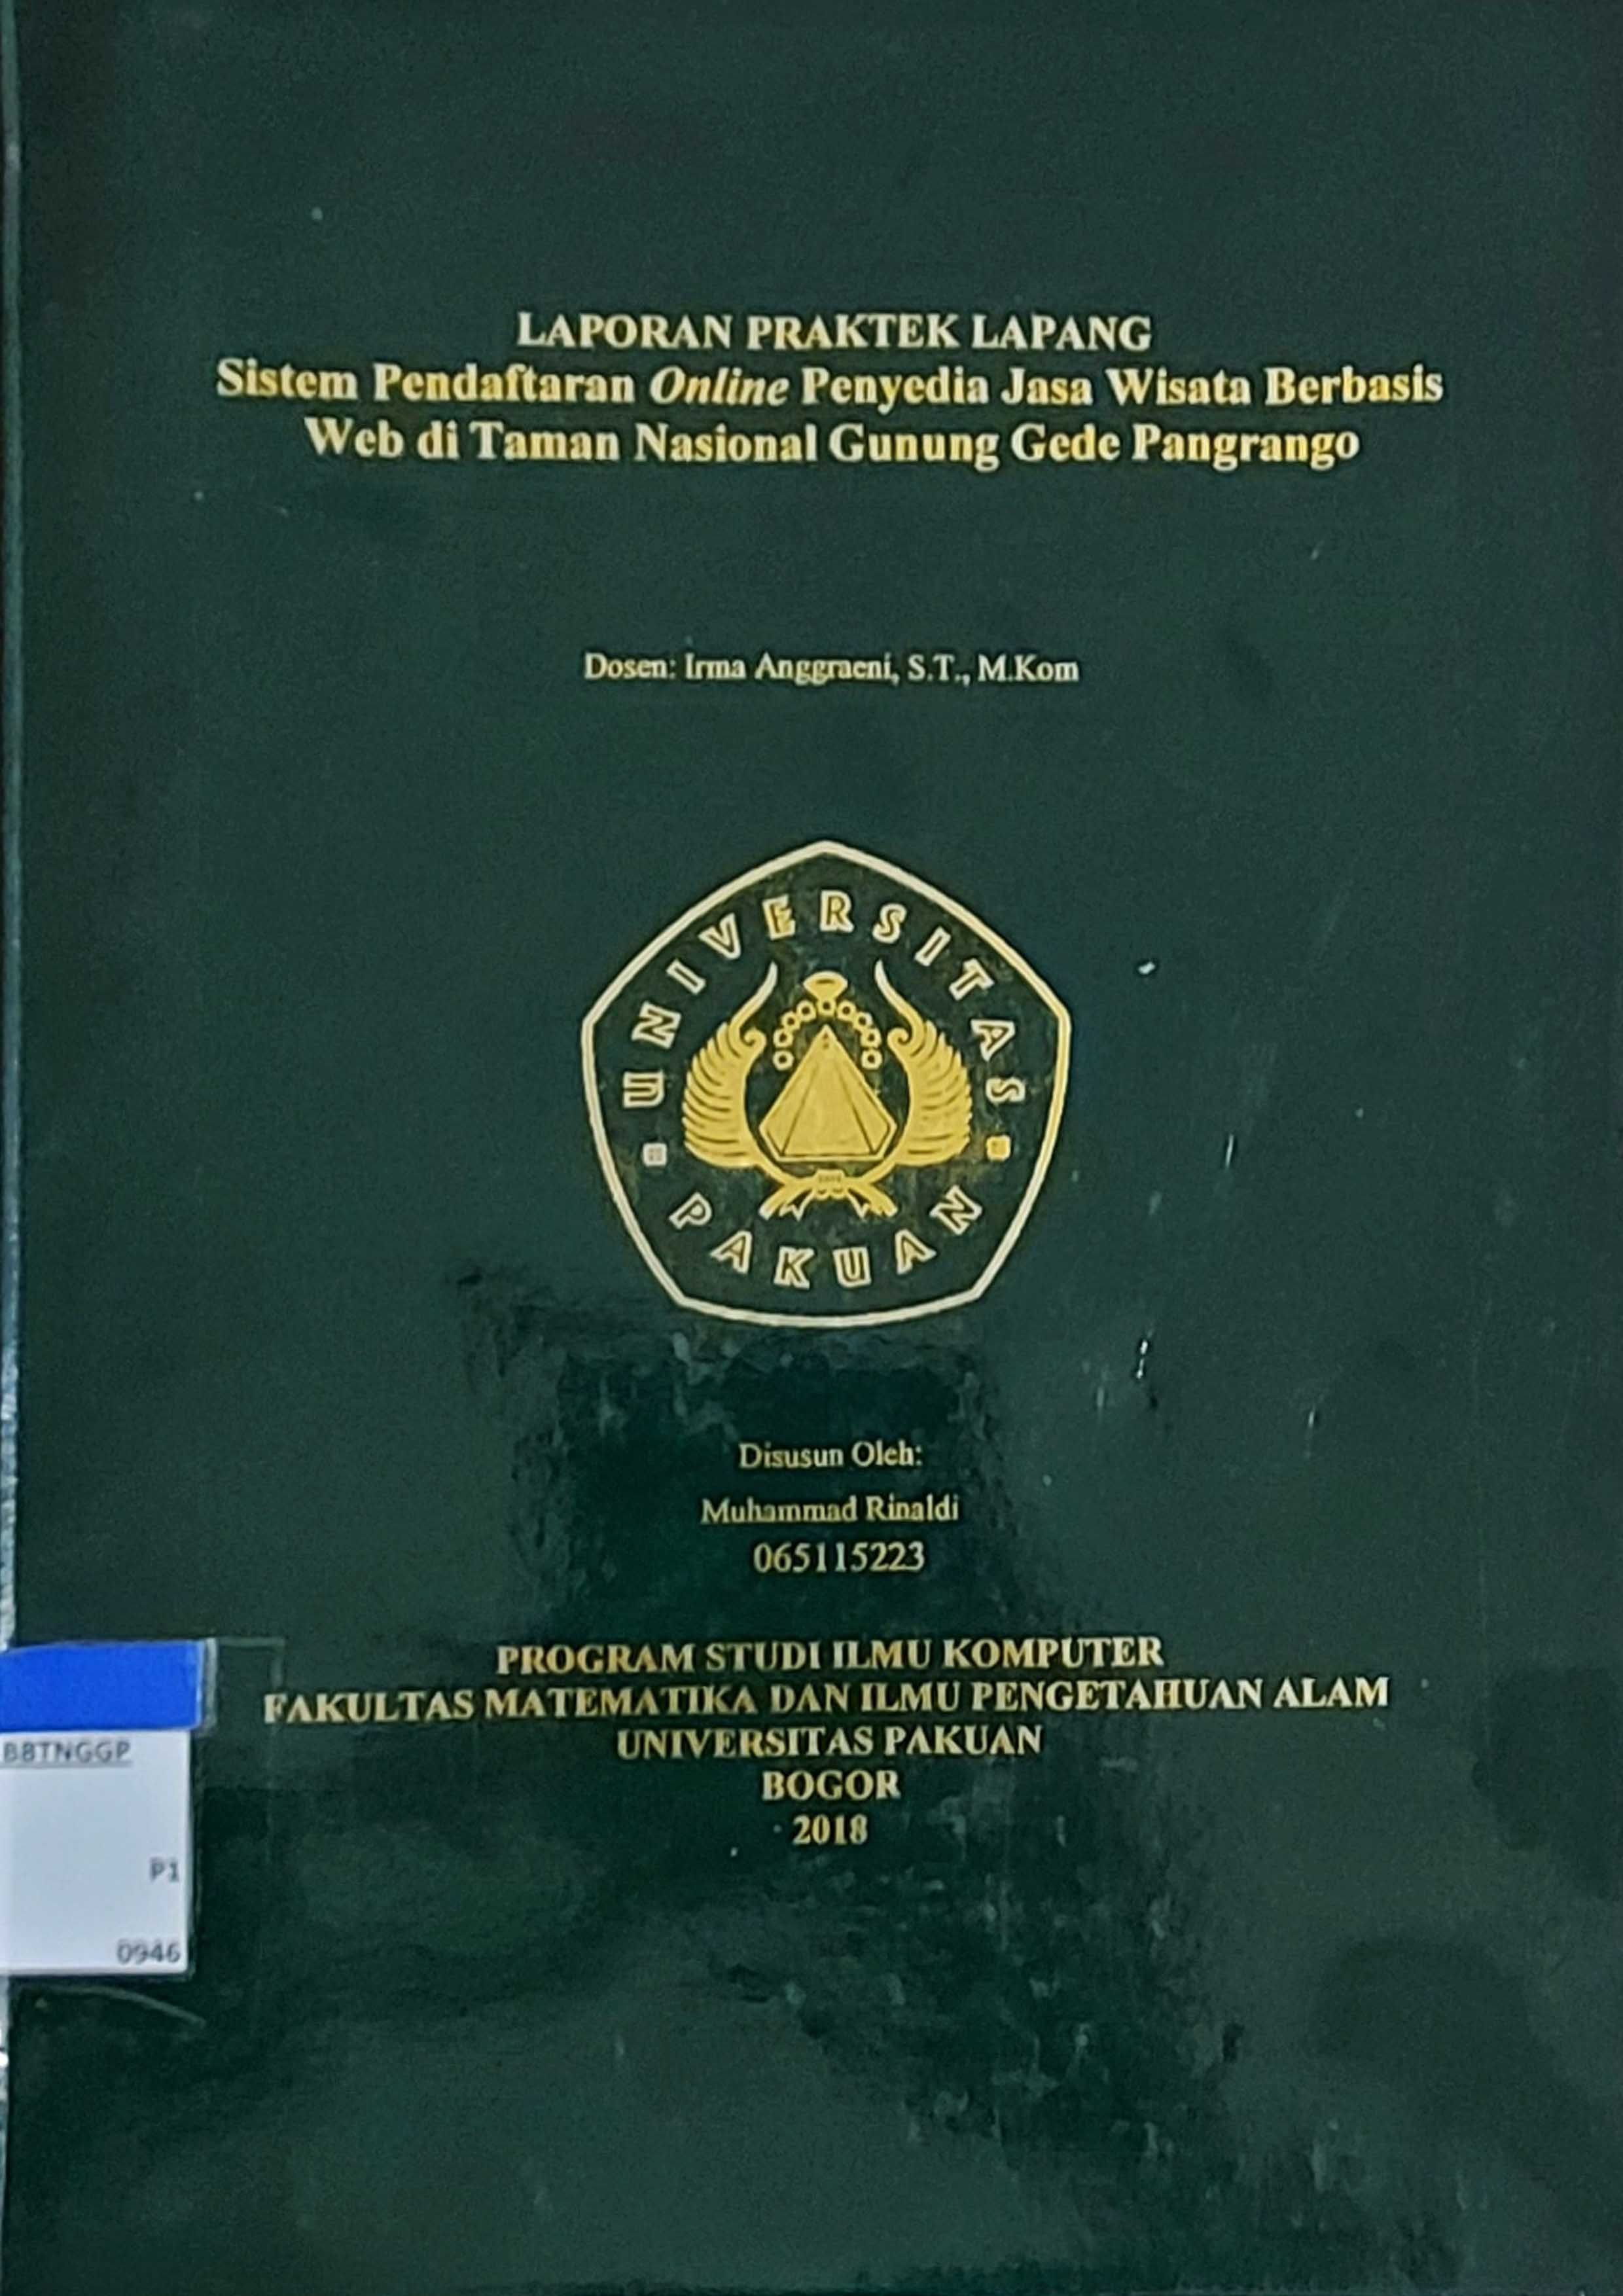 LAPORAN PRAKTEK LAPANG
Sistem Pendaftaran Online Penyedia Jasa Wisata Berbasis
Web di Taman Nasional Gunung Gede Pangrango
Dosen: Irma Anggraeni, S.T., M.Kom
UNIVERSITAS
PAKUAN
Disusun Oleh:
Muhammad Rinaldi
065115223
PROGRAM STUDI ILMU KOMPUTER
FAKULTAS MATEMATIKA DAN ILMU PENGETAHUAN ALAM
UNIVERSITAS PAKUAN
BOGOR
2018
BBTNGGP
P1
0946